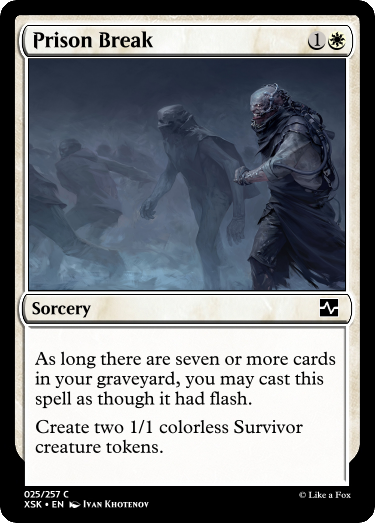 Prison Break 1
Sorcery
As long there are seven or more cards
in your graveyard, you may cast this
spell as though it had flash.
Create two 1/1 colorless Survivor
creature tokens.
025/257 C
XSK • EN Ivan Khotenov
© Like a Fox